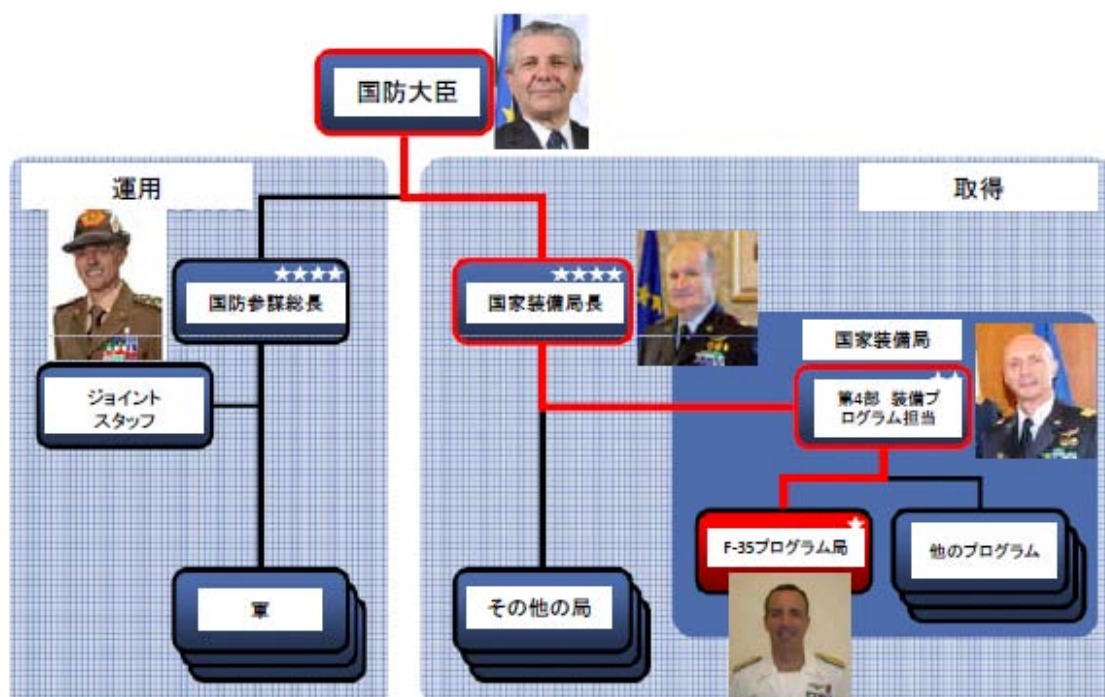 国防大臣
運用
取得
国防参謀総長
国家装備局長
ジョイント
スタッフ
国家装備局
第4部 装備プ
ログラム担当
F-35プログラム局
他のプログラム
軍
その他の局